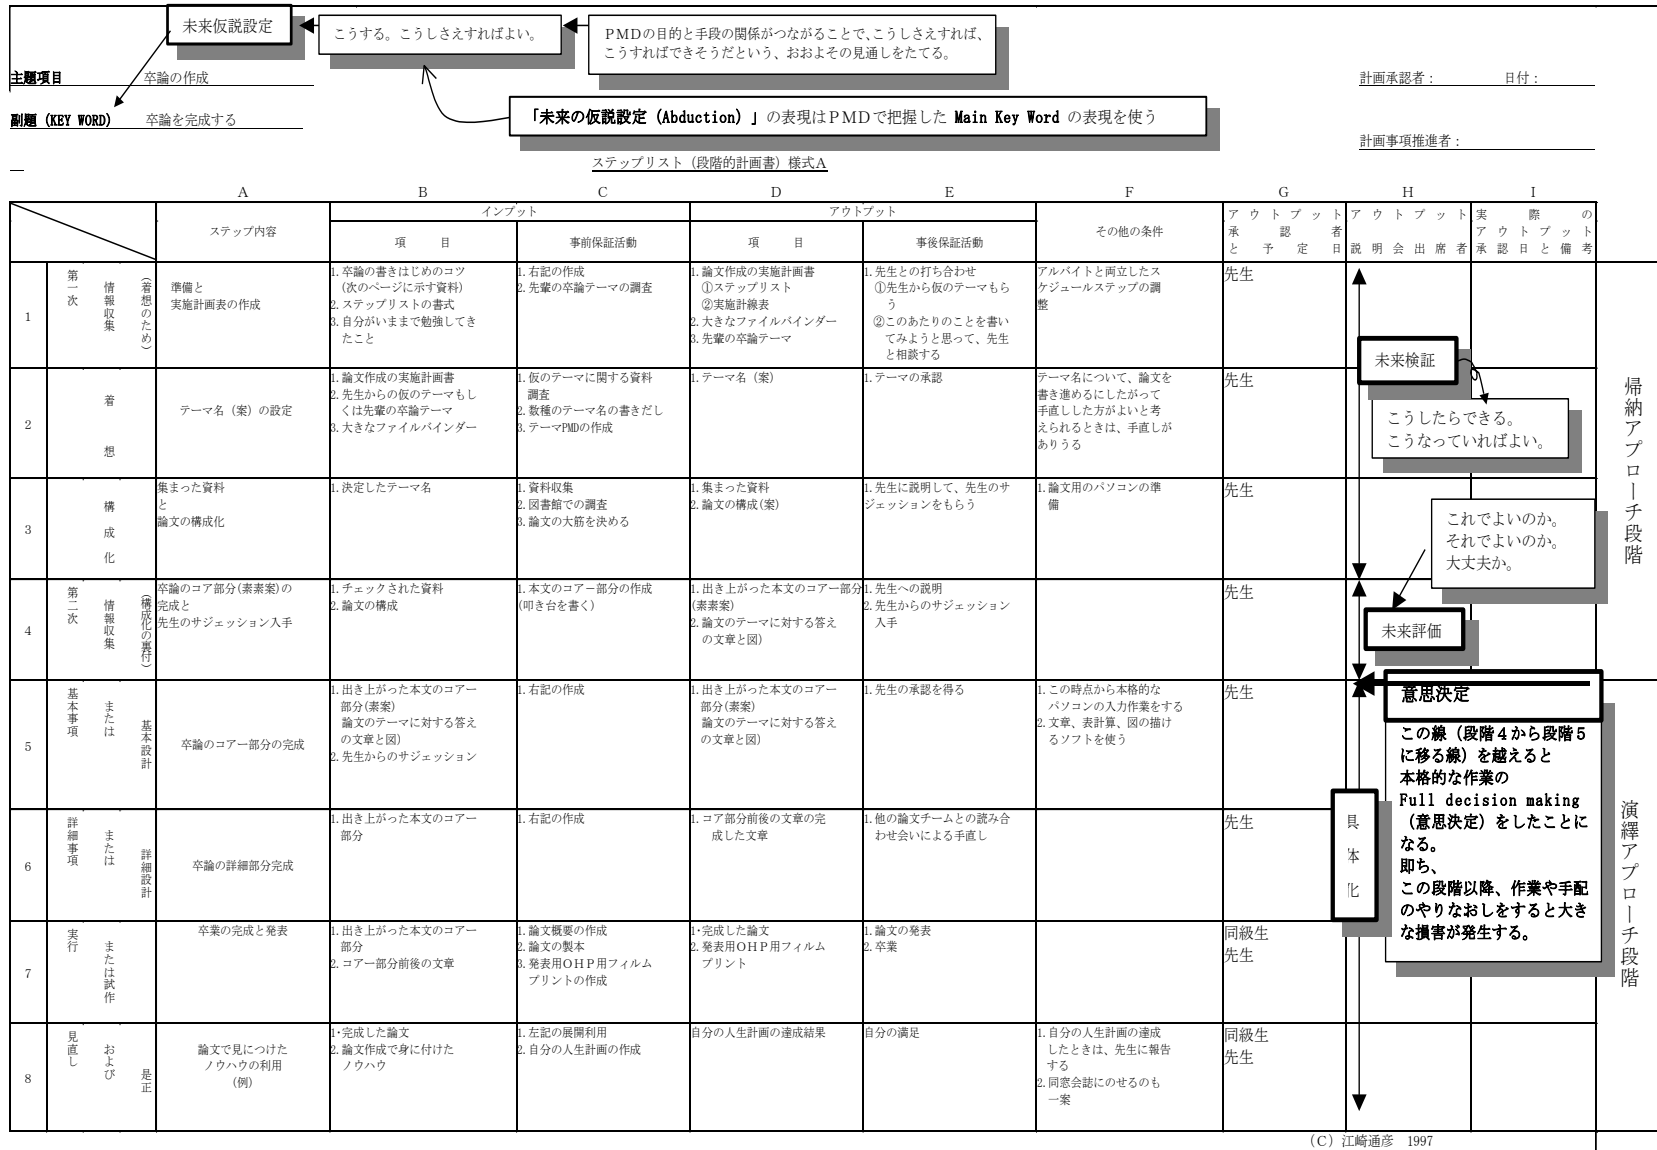 未来仮説設定
こうする。こうしさえすればよい。
PMDの目的と手段の関係がつながることで、こうしさえすれば、
こうすればできそうだという、おおよその見通しをたてる。
主題項目 卒論の作成
計画承認者： 日付：
副題（KEY WORD） 卒論を完成する
「未来の仮説設定（Abduction）」の表現はPMDで把握した Main Key Word の表現を使う
計画事項推進者：
ステップリスト（段階的計画書）様式A
A B C D E F G H I
ステップ内容
インプット
項 目
事前保証活動
アウトプット
項 目
事後保証活動
その他の条件
アウトプット
承認者
と予定日
アウトプット
説明会出席者
実際の
アウトプット
承認日と備考
1
第一次
情報収集
（着想のため）
準備と
実施計画表の作成
1.卒論の書きはじめのコツ
(次のページに示す資料)
2.ステップリストの書式
3.自分がいままで勉強してき
たこと
1.右記の作成
2.先輩の卒論テーマの調査
1.論文作成の実施計画書
①ステップリスト
②実施計線表
2.大きなファイルバインダー
3.先輩の卒論テーマ
1.先生との打ち合わせ
①先生から仮のテーマもら
う
②このあたりのことを書い
てみようと思って、先生
と相談する
アルバイトと両立したス
ケジュールステップの調
整
先生
2
着
想
テーマ名（案）の設定
1.論文作成の実施計画書
2.先生からの仮のテーマもし
くは先輩の卒論テーマ
3.大きなファイルバインダー
1.仮のテーマに関する資料
調査
2.数種のテーマ名の書きだし
3.テーマPMDの作成
1.テーマ名（案）
1.テーマの承認
テーマ名について、論文を
書き進めるにしたがって
手直しした方がよいと考
えられるときは、手直しが
ありうる
先生
未来検証
こうしたらできる。
こうなっていればよい。
3
構
成
化
集まった資料
と
論文の構成化
1.決定したテーマ名
1.資料収集
2.図書館での調査
3.論文の大筋を決める
1.集まった資料
2.論文の構成(案)
1.先生に説明して、先生のサ
ジェッションをもらう
1.論文用のパソコンの準
備
先生
これでよいのか。
それでよいのか。
大丈夫か。
帰納アプローチ段階
4
第二次
情報収集
（構成化の裏付）
卒論のコア部分(素素案)の
完成と
先生のサジェッション入手
1.チェックされた資料
2.論文の構成
1.本文のコアー部分の作成
(叩き台を書く)
1.出き上がった本文のコアー部分
(素素案)
2.論文のテーマに対する答え
の文章と図)
1.先生への説明
2.先生からのサジェッション
入手
先生
未来評価
5
基本事項
または
基本設計
卒論のコアー部分の完成
1.出き上がった本文のコアー
部分(素案)
論文のテーマに対する答え
の文章と図)
2.先生からのサジェッション
1.右記の作成
1.出き上がった本文のコアー
部分(素案)
論文のテーマに対する答え
の文章と図)
1.先生の承認を得る
1.この時点から本格的な
パソコンの入力作業をする
2.文章、表計算、図の描け
るソフトを使う
先生
意思決定
この線（段階４から段階５
に移る線）を越えると
本格的な作業の
Full decision making
（意思決定）をしたことに
なる。
即ち、
この段階以降、作業や手配
のやりなおしをすると大き
な損害が発生する。
具
体
化
6
詳細事項
または
詳細設計
卒論の詳細部分完成
1.出き上がった本文のコアー
部分
1.右記の作成
1.コア部分前後の文章の完
成した文章
1.他の論文チームとの読み合
わせ会いによる手直し
先生
演繹アプローチ段階
7
実行
または試作
卒業の完成と発表
1.出き上がった本文のコアー
部分
2.コアー部分前後の文章
1.論文概要の作成
2.論文の製本
3.発表用OHP用フィルム
プリントの作成
1・完成した論文
2.発表用OHP用フィルム
プリント
1.論文の発表
2.卒業
同級生
先生
8
見直し
および
是正
論文で見につけた
ノウハウの利用
(例)
1・完成した論文
2.論文作成で身に付けた
ノウハウ
1.左記の展開利用
2.自分の人生計画の作成
自分の人生計画の達成結果
自分の満足
1.自分の人生計画の達成
したときは、先生に報告
する
2.同窓会誌にのせるのも
一案
同級生
先生
（C）江崎通彦 1997